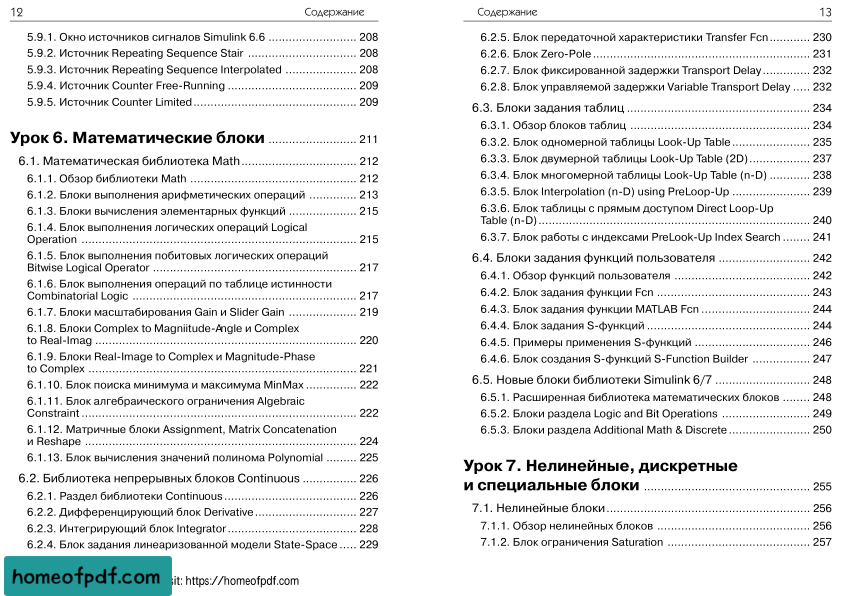 12 Содержание
5.9.1. Окно источников сигналов Simulink 6.6 ........................... 208
5.9.2. Источник Repeating Sequence Stair ................................ 208
5.9.3. Источник Repeating Sequence Interpolated .................... 208
5.9.4. Источник Counter Free-Running ..................................... 209
5.9.5. Источник Counter Limited ............................................... 209
Урок 6. Математические блоки .......................... 211
6.1. Математическая библиотека Math .................................. 212
6.1.1. Обзор библиотеки Math ................................................. 212
6.1.2. Блоки выполнения арифметических операций .............. 213
6.1.3. Блоки вычисления элементарных функций .................... 215
6.1.4. Блок выполнения логических операций Logical
Operation ................................................................................. 215
6.1.5. Блок выполнения побитовых логических операций
Bitwise Logical Operator ............................................................ 217
6.1.6. Блок выполнения операций по таблице истинности
Combinatorial Logic .................................................................. 217
6.1.7. Блоки масштабирования Gain и Slider Gain .................... 219
6.1.8. Блоки Complex to Magniitude-Angle и Complex
to Real-Imag ............................................................................. 220
6.1.9. Блоки Real-Image to Complex и Magnitude-Phase
to Complex ............................................................................... 221
6.1.10. Блок поиска минимума и максимума MinMax ............... 222
6.1.11. Блок алгебраического ограничения Algebraic
Constraint ................................................................................. 222
6.1.12. Матричные блоки Assignment, Matrix Concatenation
и Reshape ................................................................................ 224
6.1.13. Блок вычисления значений полинома Polynomial ......... 225
6.2. Библиотека непрерывных блоков Continuous ................ 226
6.2.1. Раздел библиотеки Continuous ....................................... 226
6.2.2. Дифференцирующий блок Derivative .............................. 227
6.2.3. Интегрирующий блок Integrator ...................................... 228
6.2.4. Блок задания линеаризованной модели State-Space ..... 229
Содержание 13
6.2.5. Блок передаточной характеристики Transfer Fcn ............ 230
6.2.6. Блок Zero-Pole ................................................................ 231
6.2.7. Блок фиксированной задержки Transport Delay .............. 232
6.2.8. Блок управляемой задержки Variable Transport Delay ..... 232
6.3. Блоки задания таблиц ...................................................... 234
6.3.1. Обзор блоков таблиц ...................................................... 234
6.3.2. Блок одномерной таблицы Look-Up Table ....................... 235
6.3.3. Блок двумерной таблицы Look-Up Table (2D) .................. 237
6.3.4. Блок многомерной таблицы Look-Up Table (n-D) ............ 238
6.3.5. Блок Interpolation (n-D) using PreLoop-Up ....................... 239
6.3.6. Блок таблицы с прямым доступом Direct Loop-Up
Table (n-D) ................................................................................ 240
6.3.7. Блок работы с индексами PreLook-Up Index Search ........ 241
6.4. Блоки задания функций пользователя ............................ 242
6.4.1. Обзор функций пользователя ......................................... 242
6.4.2. Блок задания функции Fcn .............................................. 243
6.4.3. Блок задания функции MATLAB Fcn ................................ 244
6.4.4. Блок задания S-функций ................................................. 244
6.4.5. Примеры применения S-функций ................................... 246
6.4.6. Блок создания S-функций S-Function Builder ................. 247
6.5. Новые блоки библиотеки Simulink 6/7 ............................ 248
6.5.1. Расширенная библиотека математических блоков ........ 248
6.5.2. Блоки раздела Logic and Bit Operations .......................... 249
6.5.3. Блоки раздела Additional Math & Discrete ........................ 250
Урок 7. Нелинейные, дискретные
и специальные блоки ................................................ 255
7.1. Нелинейные блоки ............................................................ 256
7.1.1. Обзор нелинейных блоков .............................................. 256
7.1.2. Блок ограничения Saturation ........................................... 257
homeofpdf.com sit: https://homeofpdf.com